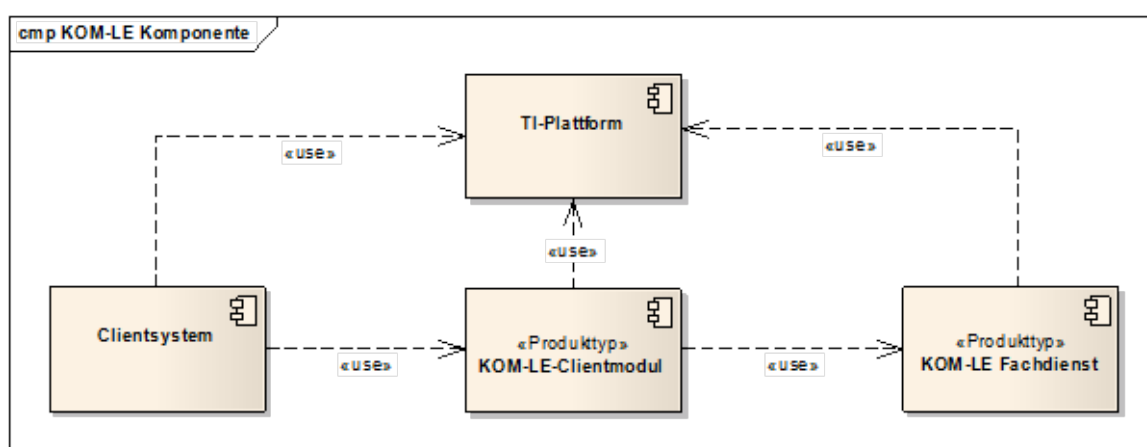 cmp KOM-LE Komponente
TI-Plattform
«use»
«use»
«use»
Clientsystem
«Produkttyp»
KOM-LE-Clientmodul
«Produkttyp»
KOM-LE Fachdienst
«use»
«use»